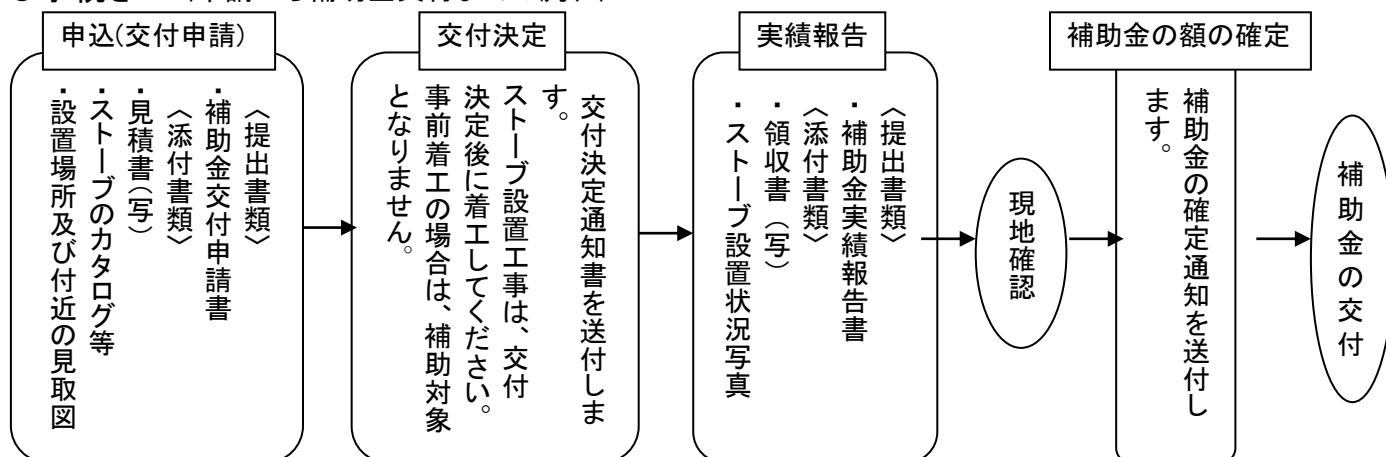 申込(交付申請)
〈提出書類〉
・補助金交付申請書
〈添付書類〉
・見積書(写)
・ストーブのカタログ等
・設置場所及び付近の見取図
交付決定
交付決定通知書を送付しま
す。
ストーブ設置工事は、交付
決定後に着工してください。
事前着工の場合は、補助対象
となりません。
実績報告
〈提出書類〉
・補助金実績報告書
〈添付書類〉
・領収書（写）
・ストーブ設置状況写真
現地確認
補助金の額の確定
補助金の確定通知を送付し
ます。
補助金の交付